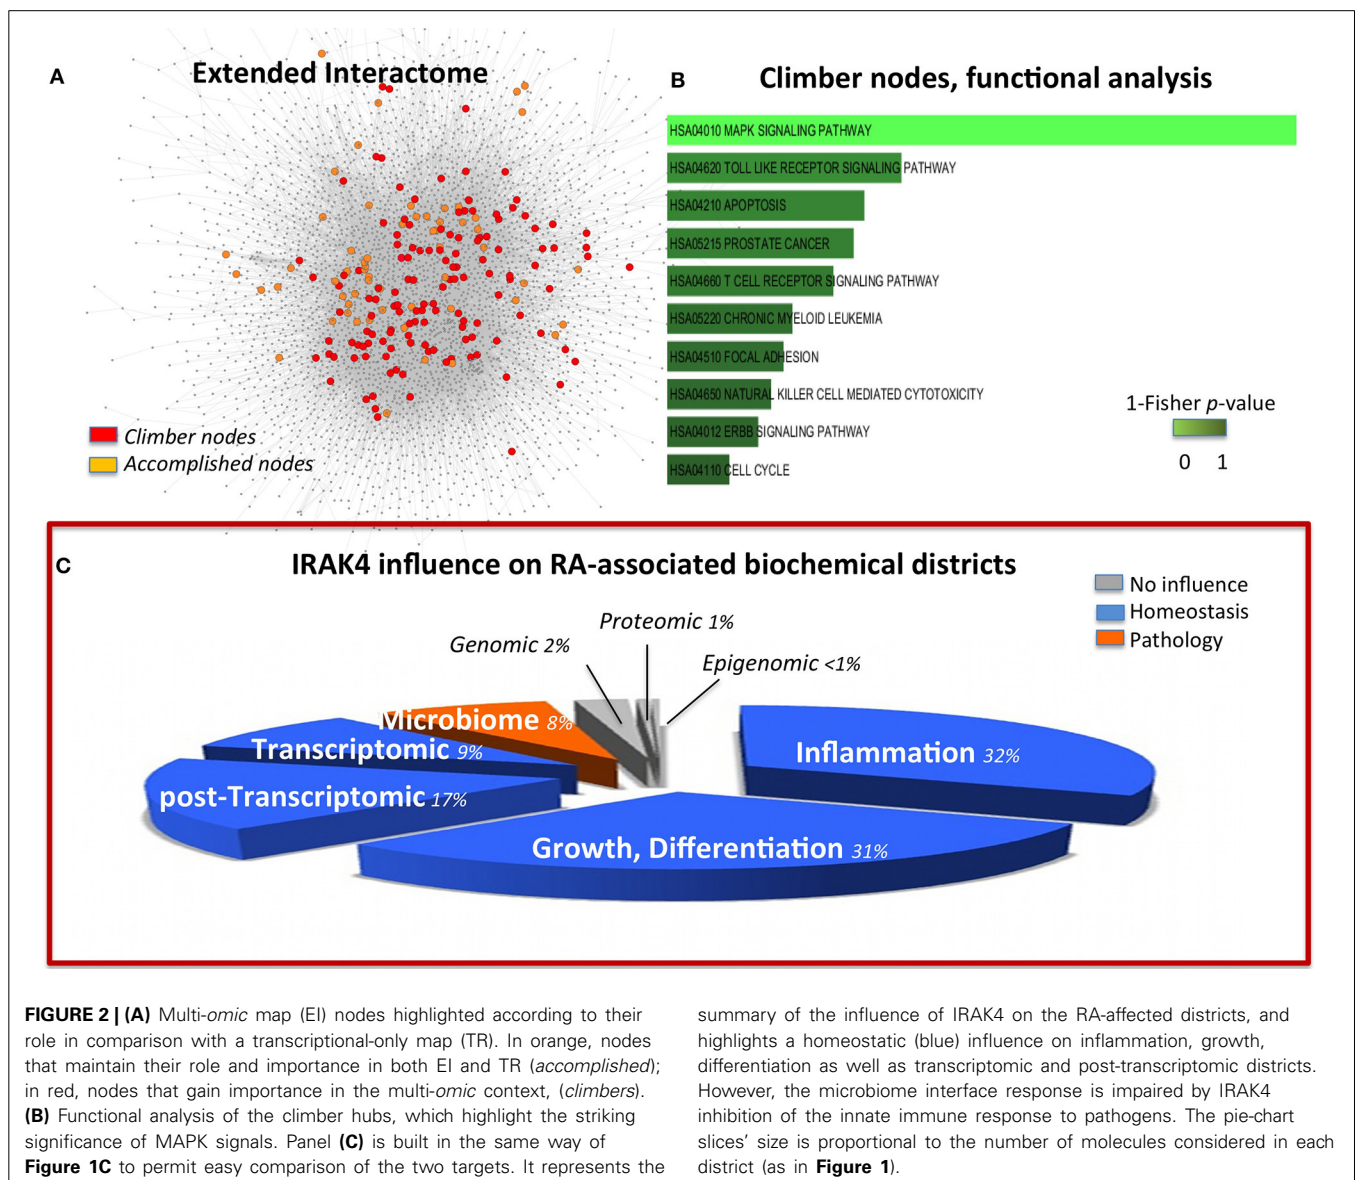 A
Extended Interactome
Climber nodes
Accomplished nodes
B
Climber nodes, functional analysis
HSA04010 MAPK SIGNALING PATHWAY
HSA04620 TOLL LIKE RECEPTOR SIGNALING PATHWAY
HSA04210 APOPTOSIS
HSA05215 PROSTATE CANCER
HSA04660 T CELL RECEPTOR SIGNALING PATHWAY
HSA05220 CHRONIC MYELOID LEUKEMIA
HSA04510 FOCAL ADHESION
HSA04650 NATURAL KILLER CELL MEDIATED CYTOTOXICITY
HSA04012 ERBB SIGNALING PATHWAY
HSA04110 CELL CYCLE
1-Fisher p-value
0 1
C
IRAK4 influence on RA-associated biochemical districts
No influence
Homeostasis
Pathology
Proteomic 1%
Genomic 2%
Epigenomic <1%
Microbiome 8%
Transcriptomic 9%
Inflammation 32%
post-Transcriptomic 17%
Growth, Differentiation 31%
FIGURE 2 | (A) Multi-omic map (EI) nodes highlighted according to their
role in comparison with a transcriptional-only map (TR). In orange, nodes
that maintain their role and importance in both EI and TR (accomplished);
in red, nodes that gain importance in the multi-omic context, (climbers).
(B) Functional analysis of the climber hubs, which highlight the striking
significance of MAPK signals. Panel (C) is built in the same way of
Figure 1C to permit easy comparison of the two targets. It represents the
summary of the influence of IRAK4 on the RA-affected districts, and
highlights a homeostatic (blue) influence on inflammation, growth,
differentiation as well as transcriptomic and post-transcriptomic districts.
However, the microbiome interface response is impaired by IRAK4
inhibition of the innate immune response to pathogens. The pie-chart
slices' size is proportional to the number of molecules considered in each
district (as in Figure 1).